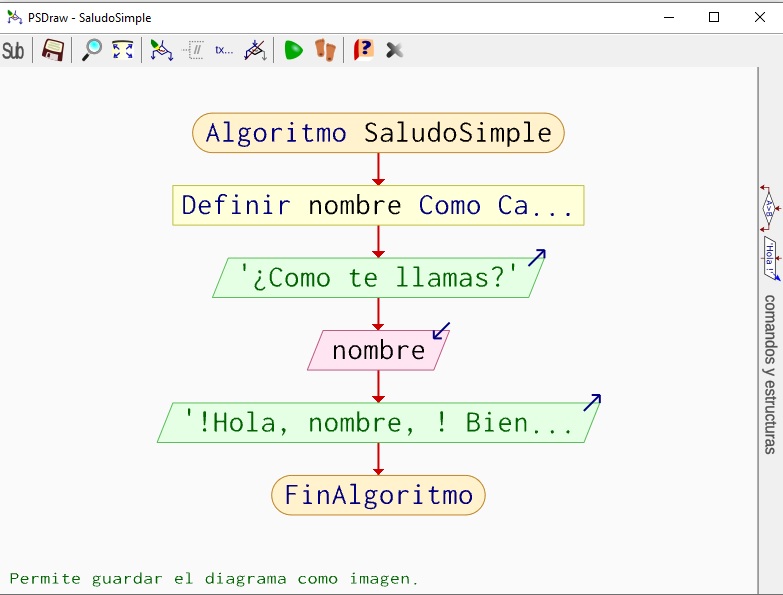 PSDraw - SaludoSimple
Sub
tx...
Algoritmo SaludoSimple
Definir nombre Como Ca...
'¿Como te llamas?'
nombre
'!Hola, nombre, ! Bien...
FinAlgoritmo
A>B
'Hola !'
comandos y estructuras
Permite guardar el diagrama como imagen.